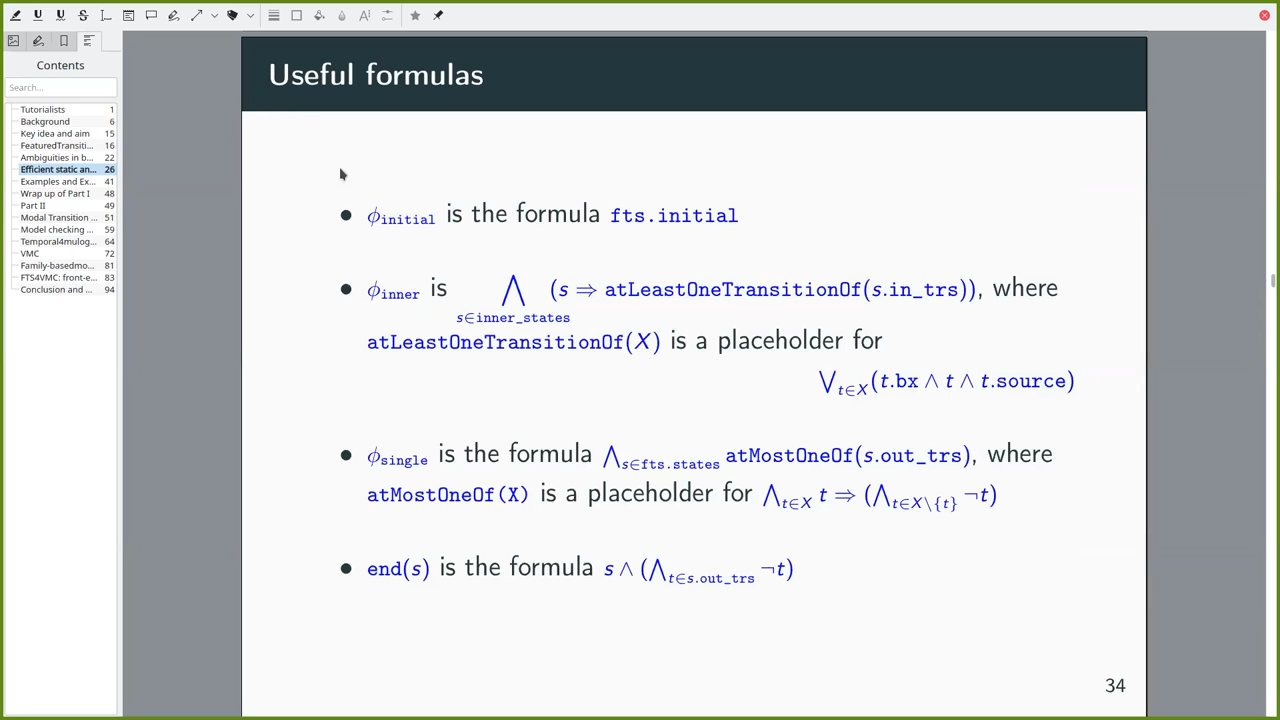 Contents
Search...
Tutorialists 1
Background 6
Key idea and aim 15
FeaturedTransiti... 16
Ambiguities in b... 22
Efficient static an... 26
Examples and Ex... 41
Wrap up of Part I 48
Part II 49
Modal Transition ... 51
Model checking ... 59
Temporal4mulog... 64
VMC 72
Family-basedmo... 81
FTS4VMC: front-e... 83
Conclusion and ... 94
Useful formulas
• ϕ_initial is the formula fts.initial
• ϕ_inner is ⋀_{s∈inner_states} (s ⇒ atLeastOneTransitionOf(s.in_trs)), where
atLeastOneTransitionOf(X) is a placeholder for
⋁_{t∈X}(t.bx ∧ t ∧ t.source)
• ϕ_single is the formula ⋀_{s∈fts.states} atMostOneOf(s.out_trs), where
atMostOneOf(X) is a placeholder for ⋀_{t∈X} t ⇒ (⋀_{t∈X\{t}} ¬t)
• end(s) is the formula s ∧ (⋀_{t∈s.out_trs} ¬t)
34